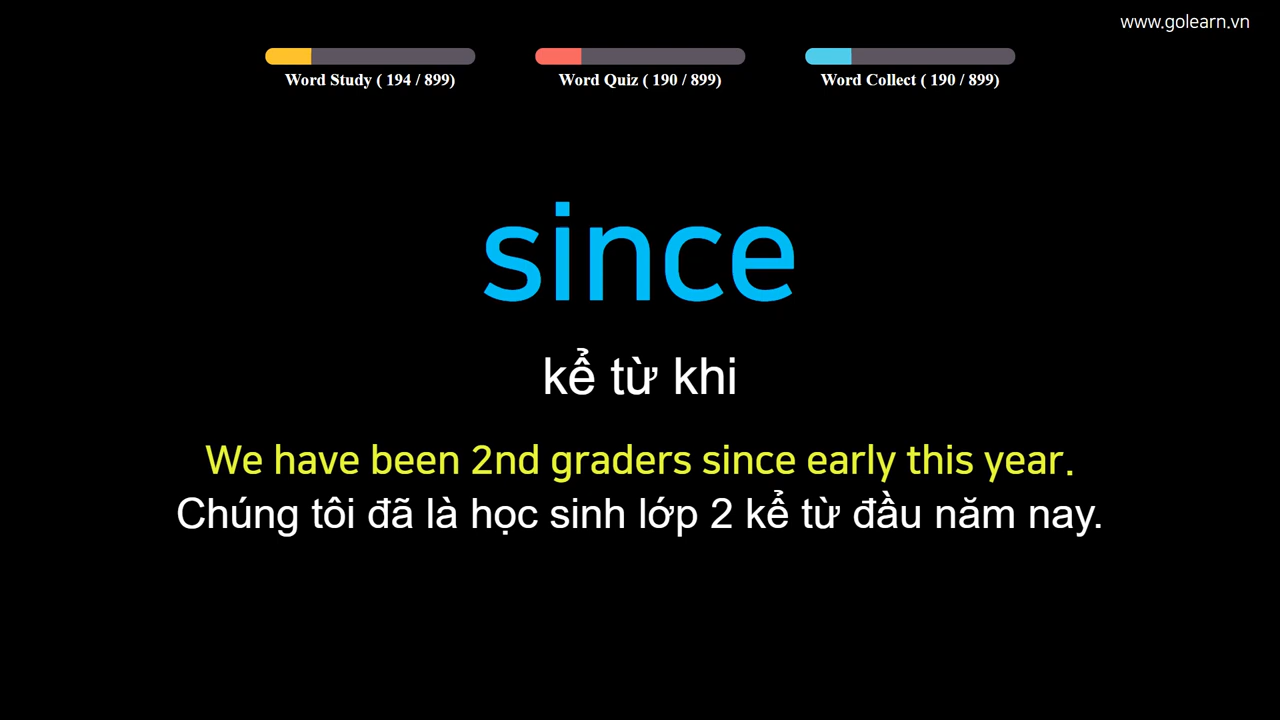 www.golearn.vn
Word Study ( 194 / 899)
Word Quiz ( 190 / 899)
Word Collect ( 190 / 899)
since
kể từ khi
We have been 2nd graders since early this year.
Chúng tôi đã là học sinh lớp 2 kể từ đầu năm nay.